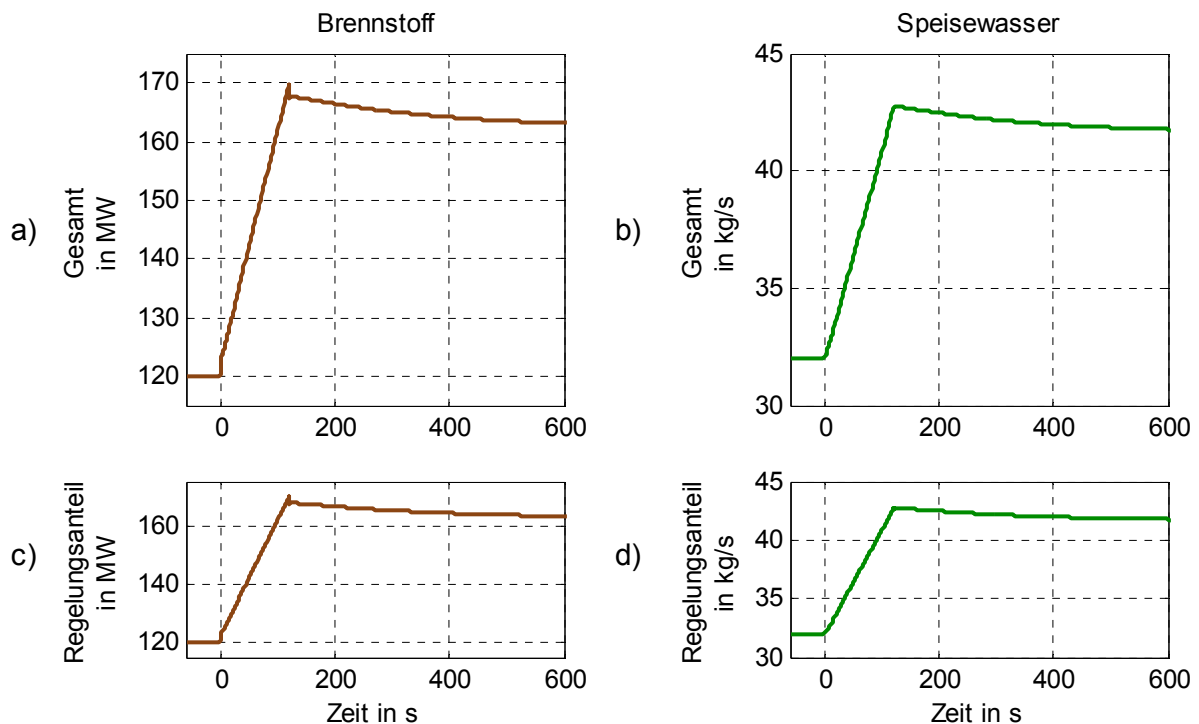 Brennstoff
Speisewasser
a)
Gesamt
in MW
170
160
150
140
130
120
0 200 400 600
b)
Gesamt
in kg/s
45
40
35
30
0 200 400 600
c)
Regelungsanteil
in MW
160
140
120
0 200 400 600
Zeit in s
d)
Regelungsanteil
in kg/s
45
40
35
30
0 200 400 600
Zeit in s